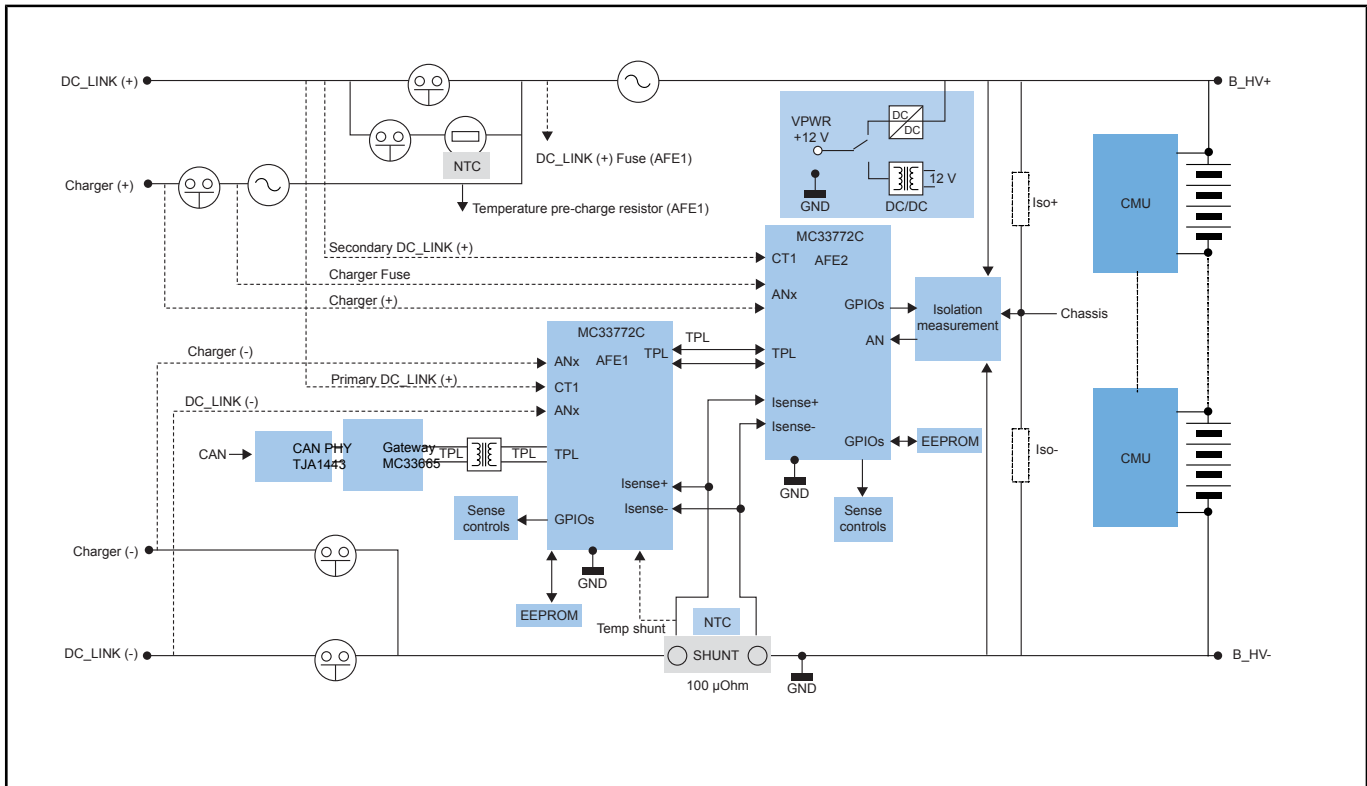 DC_LINK (+)
B_HV+
VPWR
+12 V
DC
DC
NTC
DC_LINK (+) Fuse (AFE1)
12 V
GND
DC/DC
Charger (+)
Temperature pre-charge resistor (AFE1)
Iso+
CMU
Secondary DC_LINK (+)
MC33772C
CT1
AFE2
Charger Fuse
ANx
Charger (+)
GPIOs
Isolation
measurement
Chassis
AN
MC33772C
TPL
TPL
TPL
Charger (-)
ANx
AFE1
Primary DC_LINK (+)
CT1
DC_LINK (-)
ANx
Isense+
Isense-
GPIOs
EEPROM
CAN
CAN PHY
TJA1443
Gateway
MC33665
TPL
TPL
TPL
Iso-
CMU
GND
Isense+
Isense-
Sense
controls
GPIOs
Sense
controls
Charger (-)
GND
EEPROM
Temp shunt
NTC
DC_LINK (-)
SHUNT
B_HV-
100 µOhm
GND